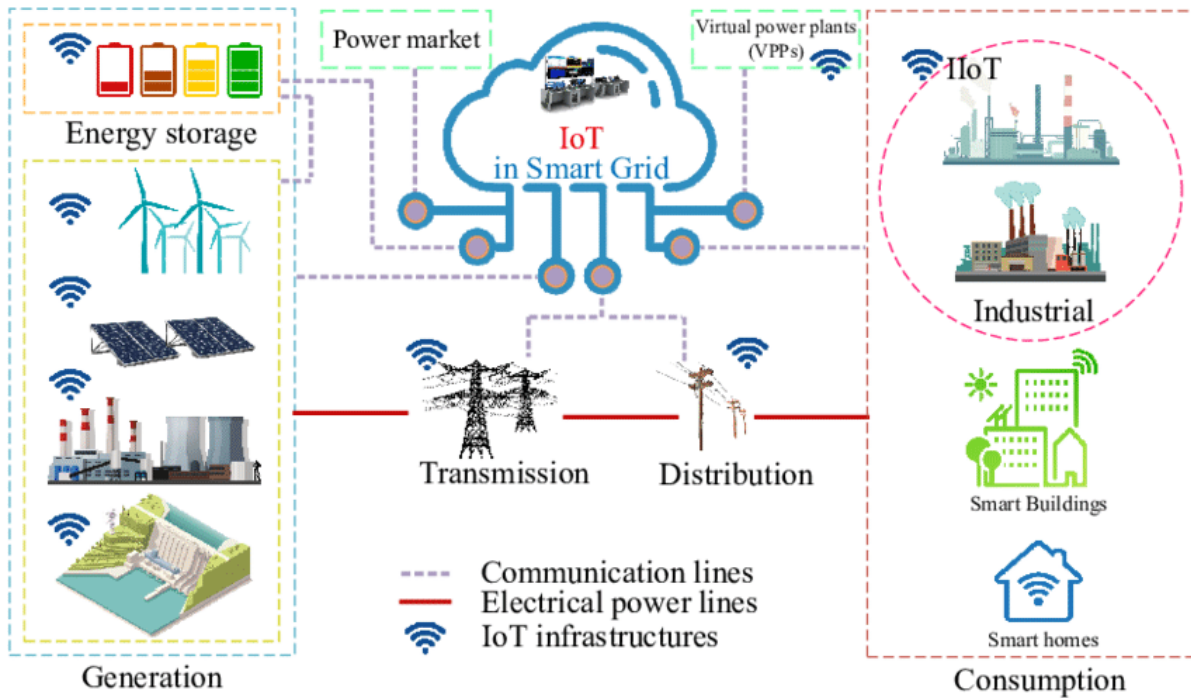 Power market
Virtual power plants
(VPPs)
IIoT
Energy storage
IoT
in Smart Grid
Industrial
Transmission
Distribution
Smart Buildings
Communication lines
Electrical power lines
IoT infrastructures
Smart homes
Generation
Consumption